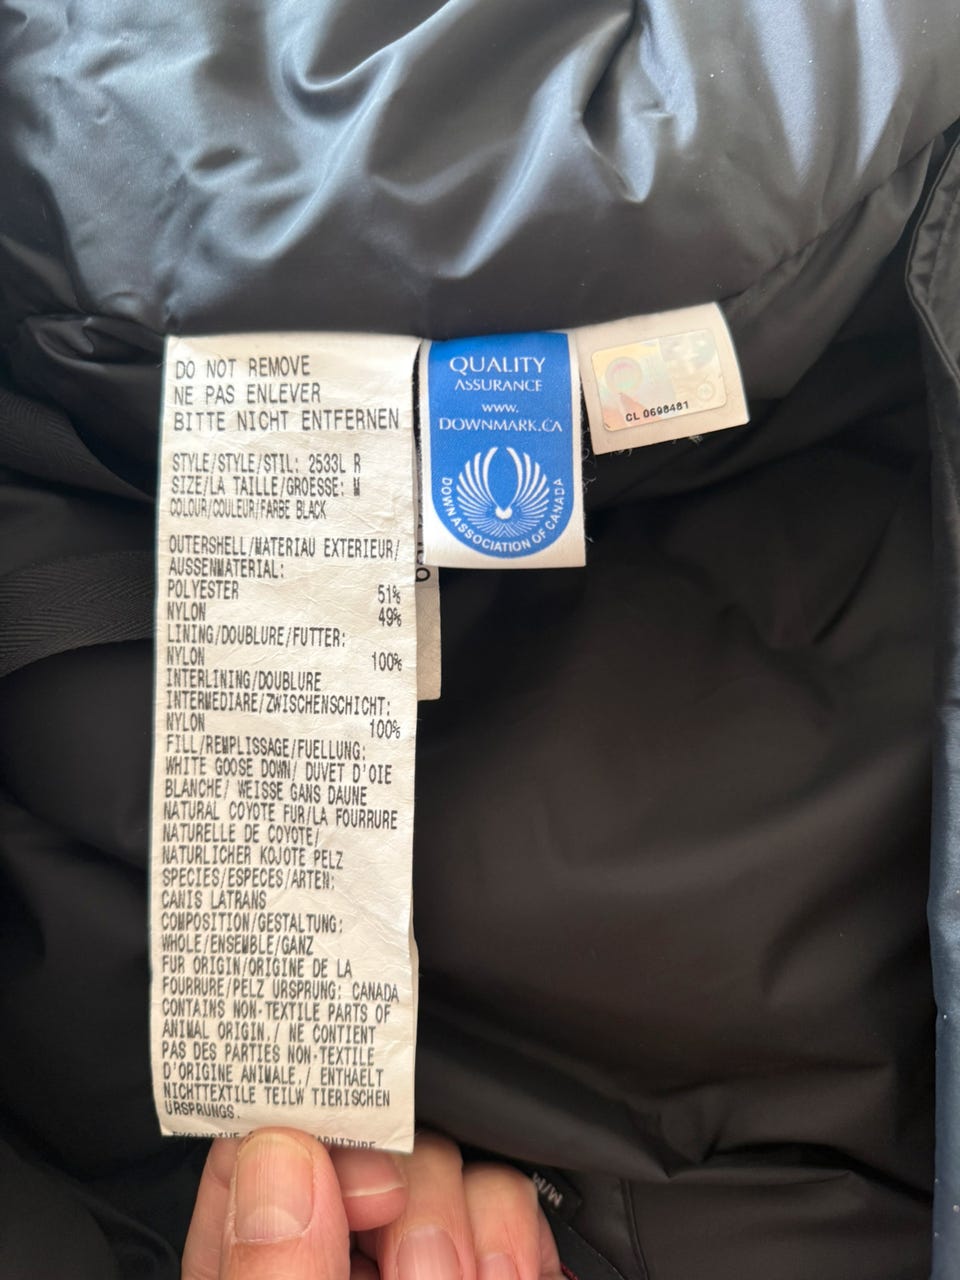 DO NOT REMOVE
NE PAS ENLEVER
BITTE NICHT ENTFERNEN
STYLE/STYLE/STIL: 2533L R
SIZE/LA TAILLE/GROESSE: M
COLOUR/COULEUR/FARBE BLACK
OUTERSHELL/MATERIAU EXTERIEUR/
AUSSENMATERIAL:
POLYESTER 51%
NYLON 49%
LINING/DOUBLURE/FUTTER:
NYLON 100%
INTERLINING/DOUBLURE
INTERMEDIARE/ZWISCHENSCHICHT:
NYLON 100%
FILL/REMPLISSAGE/FUELLUNG:
WHITE GOOSE DOWN/ DUVET D'OIE
BLANCHE/ WEISSE GANS DAUNE
NATURAL COYOTE FUR/LA FOURRURE
NATURELLE DE COYOTE/
NATURLICHER KOJOTE PELZ
SPECIES/ESPECES/ARTEN:
CANIS LATRANS
COMPOSITION/GESTALTUNG:
WHOLE/ENSEMBLE/GANZ
FUR ORIGIN/ORIGINE DE LA
FOURRURE/PELZ URSPRUNG: CANADA
CONTAINS NON-TEXTILE PARTS OF
ANIMAL ORIGIN./ NE CONTIENT
PAS DES PARTIES NON-TEXTILE
D'ORIGINE ANIMALE./ ENTHAELT
NICHTTEXTILE TEILW TIERISCHEN
URSPRUNGS.
QUALITY
ASSURANCE
www.
DOWNMARK.CA
DOWN ASSOCIATION OF CANADA
CL 0698481
M/M